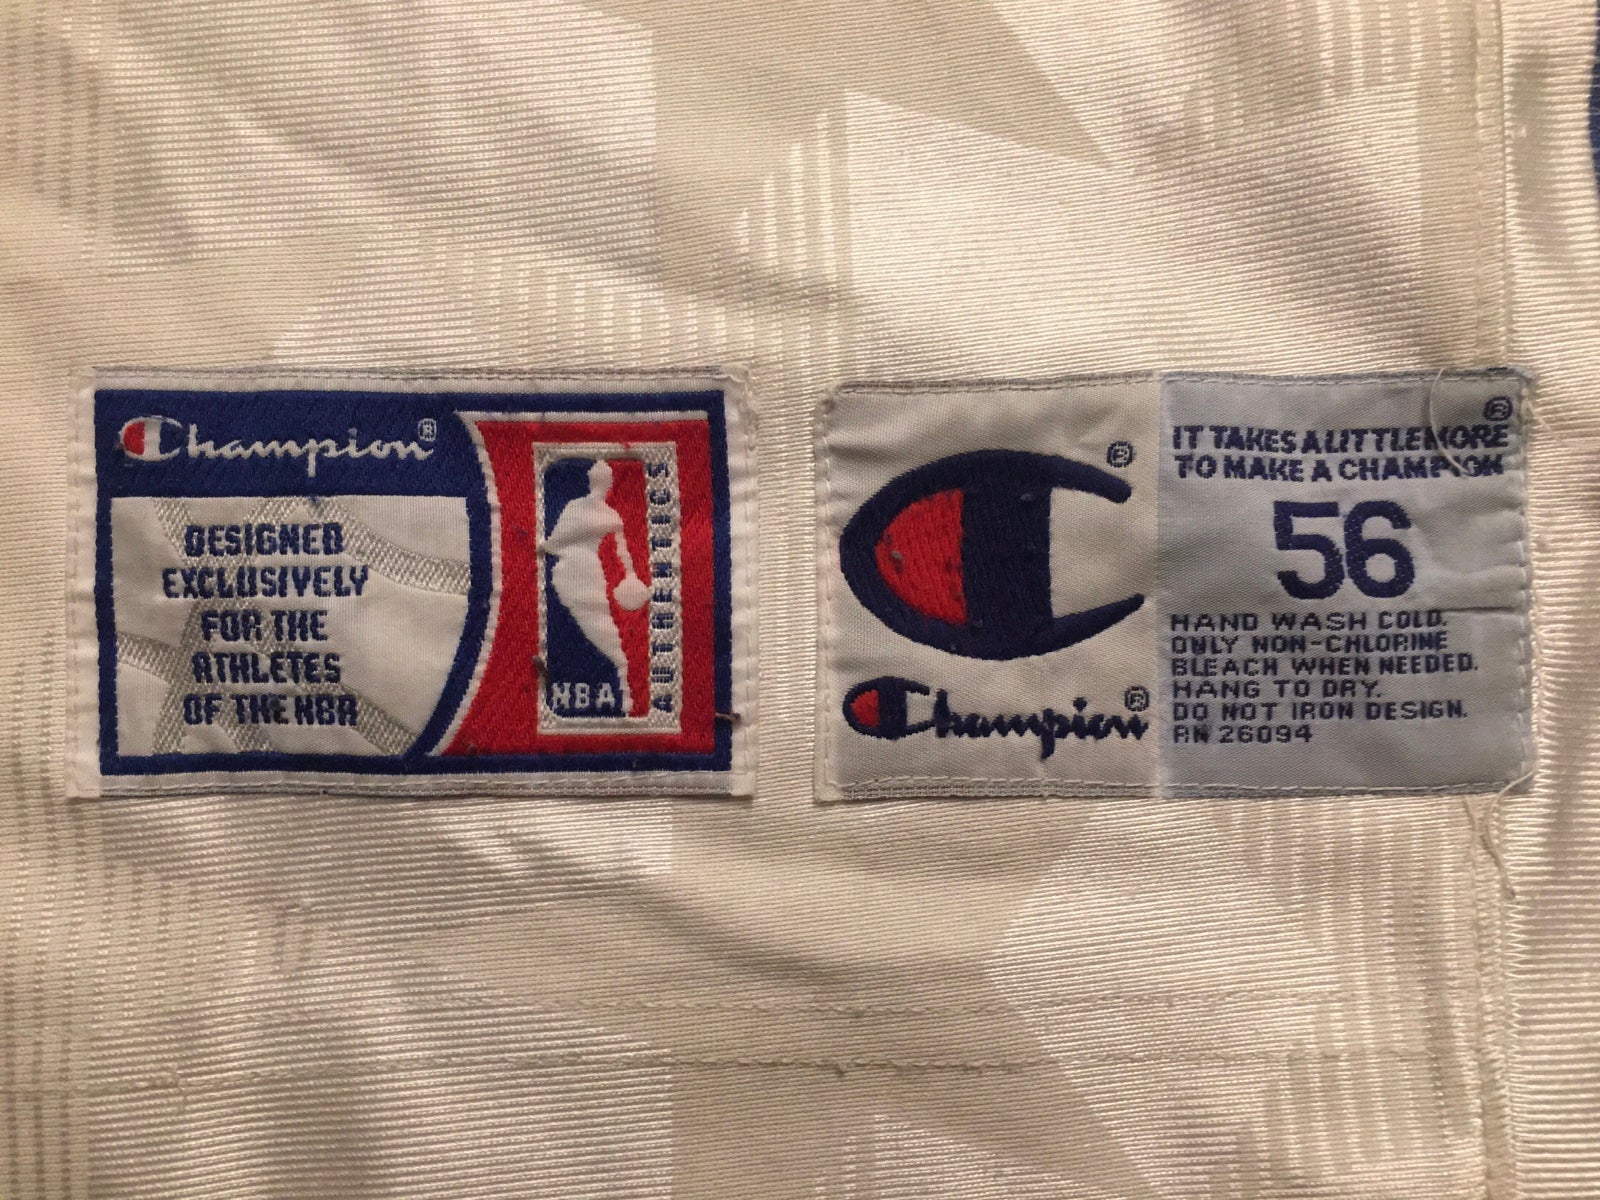 Champion®
DESIGNED
EXCLUSIVELY
FOR THE
ATHLETES
OF THE NBA
NBA
AUTHENTICS
®
Champion®
®
IT TAKES A LITTLE MORE
TO MAKE A CHAMPION
56
HAND WASH COLD.
ONLY NON-CHLORINE
BLEACH WHEN NEEDED.
HANG TO DRY.
DO NOT IRON DESIGN.
RN 26094